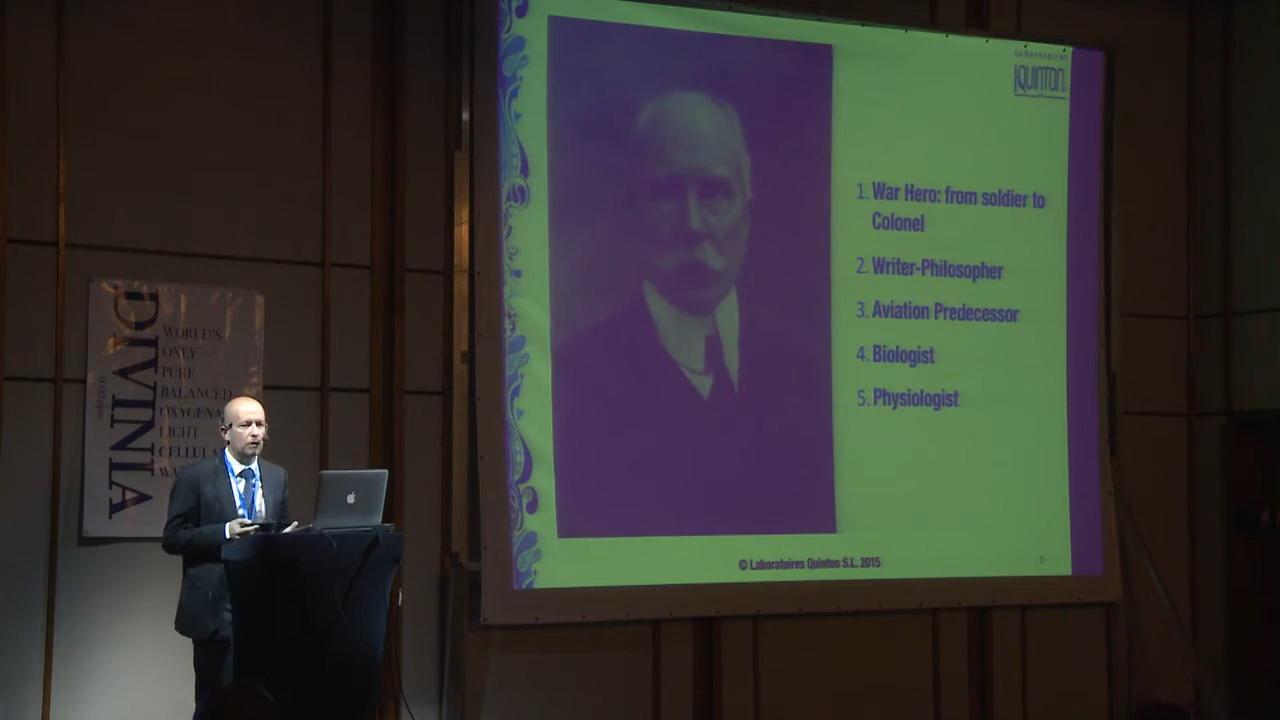 laboratoires
QUINTON
1. War Hero: from soldier to
Colonel
2. Writer-Philosopher
3. Aviation Predecessor
4. Biologist
5. Physiologist
© Laboratoires Quinton S.L. 2015
DIVINIA
WORLD'S
ONLY
PURE
BALANCED
LIGHT